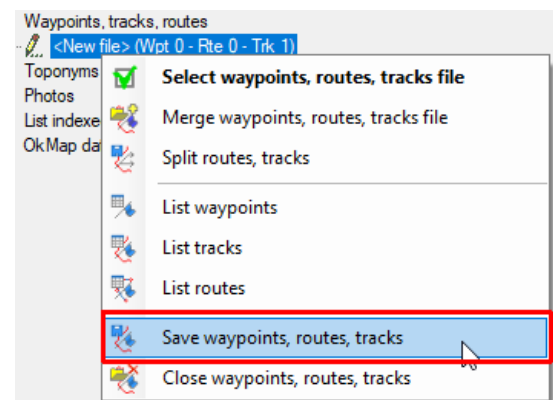 Waypoints, tracks, routes
<New file> (Wpt 0 - Rte 0 - Trk 1)
Toponyms
Photos
List indexe
OkMap da
Select waypoints, routes, tracks file
Merge waypoints, routes, tracks file
Split routes, tracks
List waypoints
List tracks
List routes
Save waypoints, routes, tracks
Close waypoints, routes, tracks